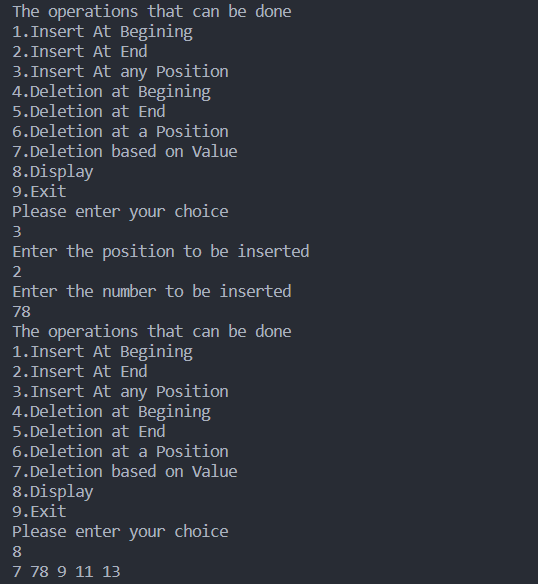 The operations that can be done
1.Insert At Begining
2.Insert At End
3.Insert At any Position
4.Deletion at Begining
5.Deletion at End
6.Deletion at a Position
7.Deletion based on Value
8.Display
9.Exit
Please enter your choice
3
Enter the position to be inserted
2
Enter the number to be inserted
78
The operations that can be done
1.Insert At Begining
2.Insert At End
3.Insert At any Position
4.Deletion at Begining
5.Deletion at End
6.Deletion at a Position
7.Deletion based on Value
8.Display
9.Exit
Please enter your choice
8
7 78 9 11 13